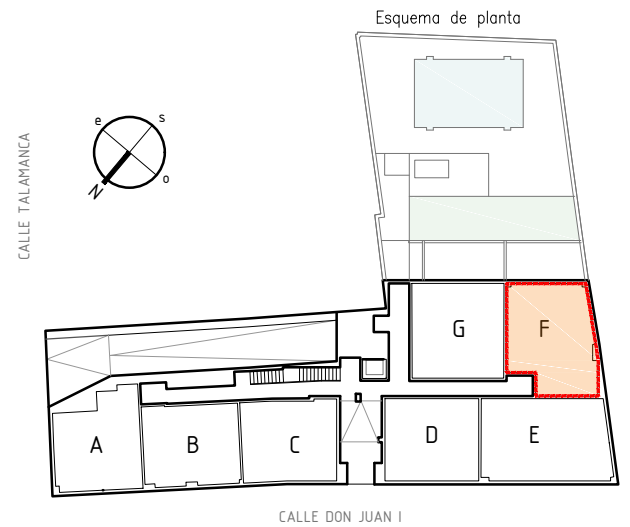 Esquema de planta
e
s
N
o
CALLE TALAMANCA
G
F
A
B
C
D
E
CALLE DON JUAN I